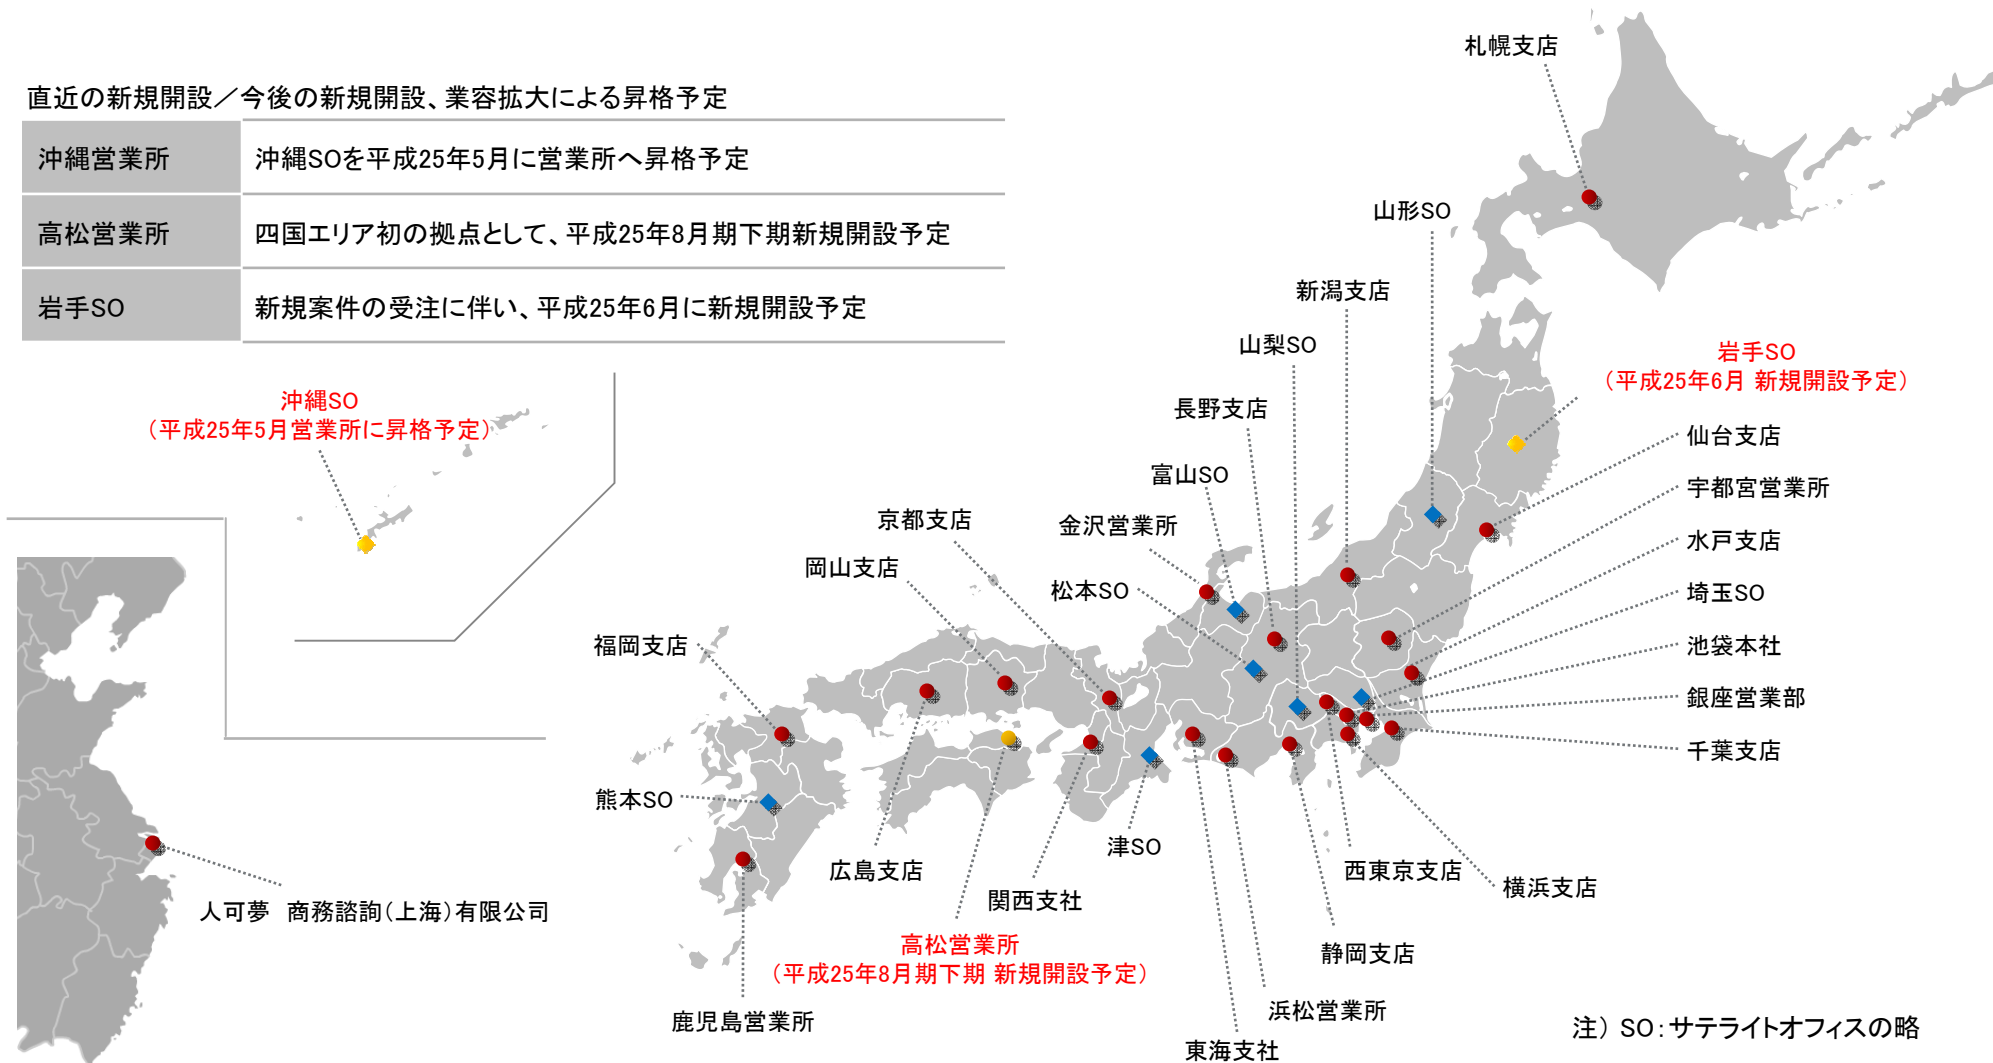 直近の新規開設／今後の新規開設、業容拡大による昇格予定
沖縄営業所
沖縄SOを平成25年5月に営業所へ昇格予定
高松営業所
四国エリア初の拠点として、平成25年8月期下期新規開設予定
岩手SO
新規案件の受注に伴い、平成25年6月に新規開設予定
札幌支店
山形SO
新潟支店
山梨SO
岩手SO
（平成25年6月 新規開設予定）
沖縄SO
（平成25年5月営業所に昇格予定）
長野支店
仙台支店
富山SO
宇都宮営業所
京都支店
金沢営業所
水戸支店
岡山支店
松本SO
埼玉SO
福岡支店
池袋本社
銀座営業部
千葉支店
熊本SO
津SO
広島支店
西東京支店
横浜支店
関西支社
人可夢　商務諮詢（上海）有限公司
高松営業所
（平成25年8月期下期 新規開設予定）
静岡支店
浜松営業所
鹿児島営業所
東海支社
注） SO：サテライトオフィスの略